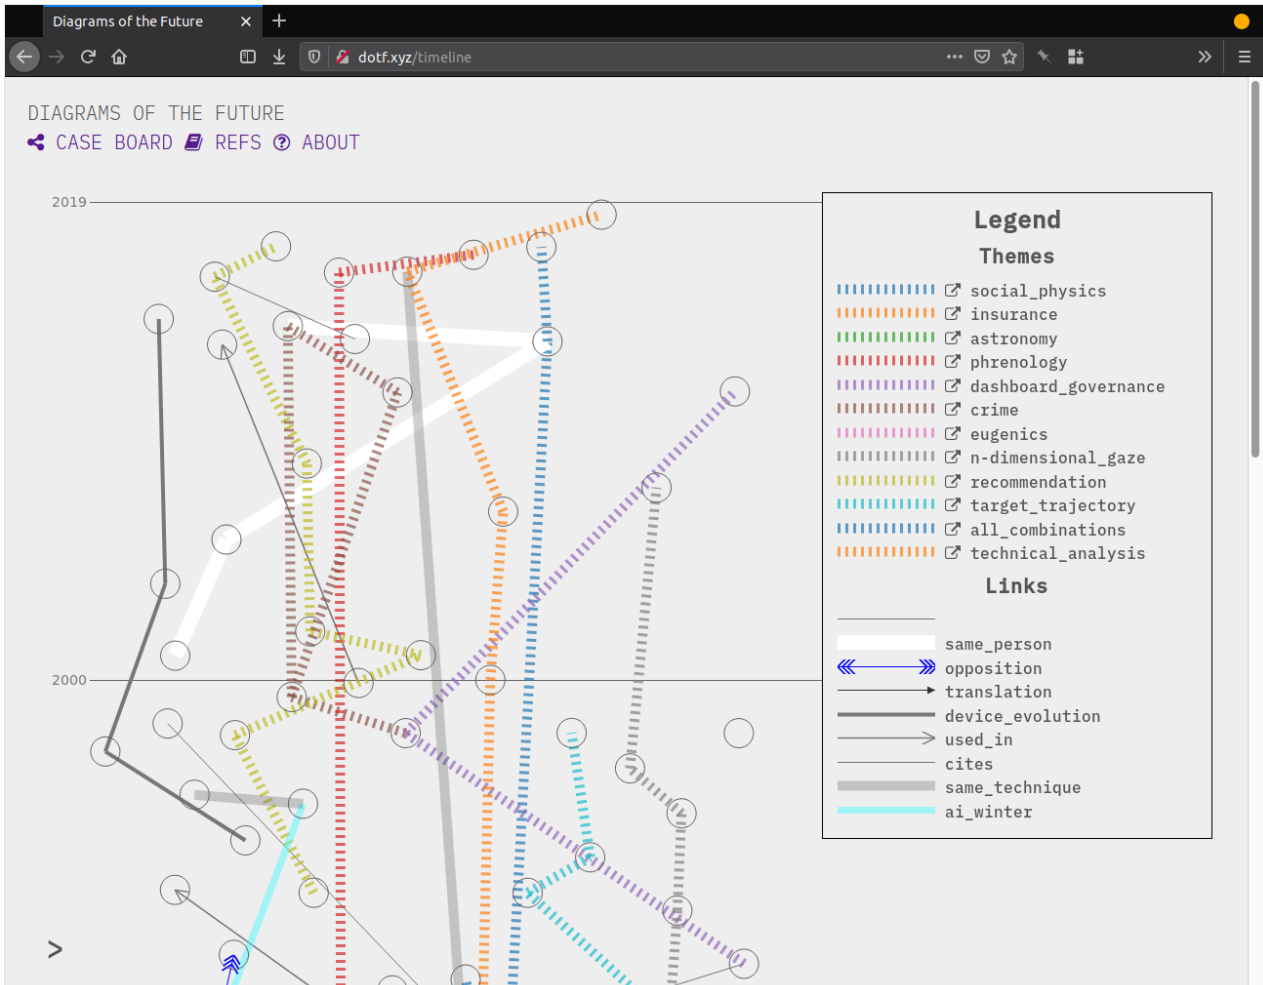 Diagrams of the Future
dotf.xyz/timeline
DIAGRAMS OF THE FUTURE
CASE BOARD REFS ABOUT
2019
2000
>
Legend
Themes
social_physics
insurance
astronomy
phrenology
dashboard_governance
crime
eugenics
n-dimensional_gaze
recommendation
target_trajectory
all_combinations
technical_analysis
Links
same_person
opposition
translation
device_evolution
used_in
cites
same_technique
ai_winter